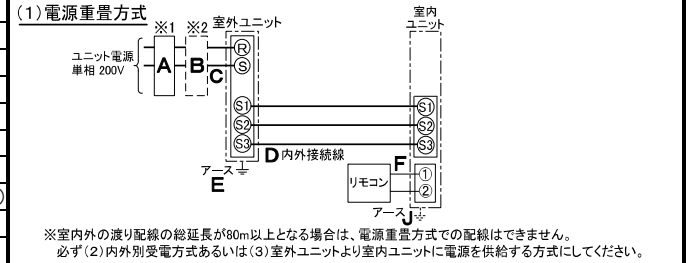 (1)電源重畳方式
※1 ※2 室外ユニット
室内
ユニット
ユニット電源
単相 200V
A
B
C
R
S
S1
S2
S3
S1
S2
S3
D 内外接続線
アース
E
F
リモコン
①
②
アース J
※室内外の渡り配線の総延長が80m以上となる場合は、電源重畳方式での配線はできません。
必ず(2)内外別受電方式あるいは(3)室外ユニットより室内ユニットに電源を供給する方式にしてください。